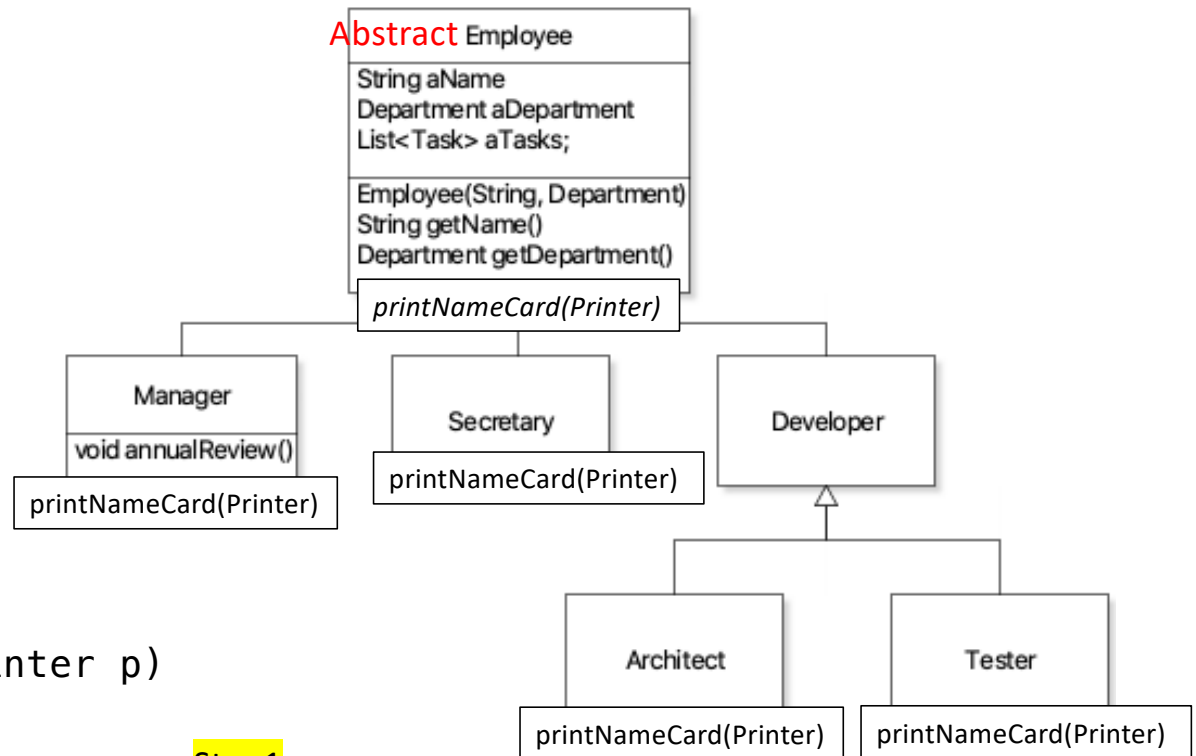 Abstract Employee
String aName
Department aDepartment
List<Task> aTasks;
Employee(String, Department)
String getName()
Department getDepartment()
printNameCard(Printer)
Manager
void annualReview()
printNameCard(Printer)
Secretary
printNameCard(Printer)
Developer
Architect
printNameCard(Printer)
Tester
printNameCard(Printer)
p)